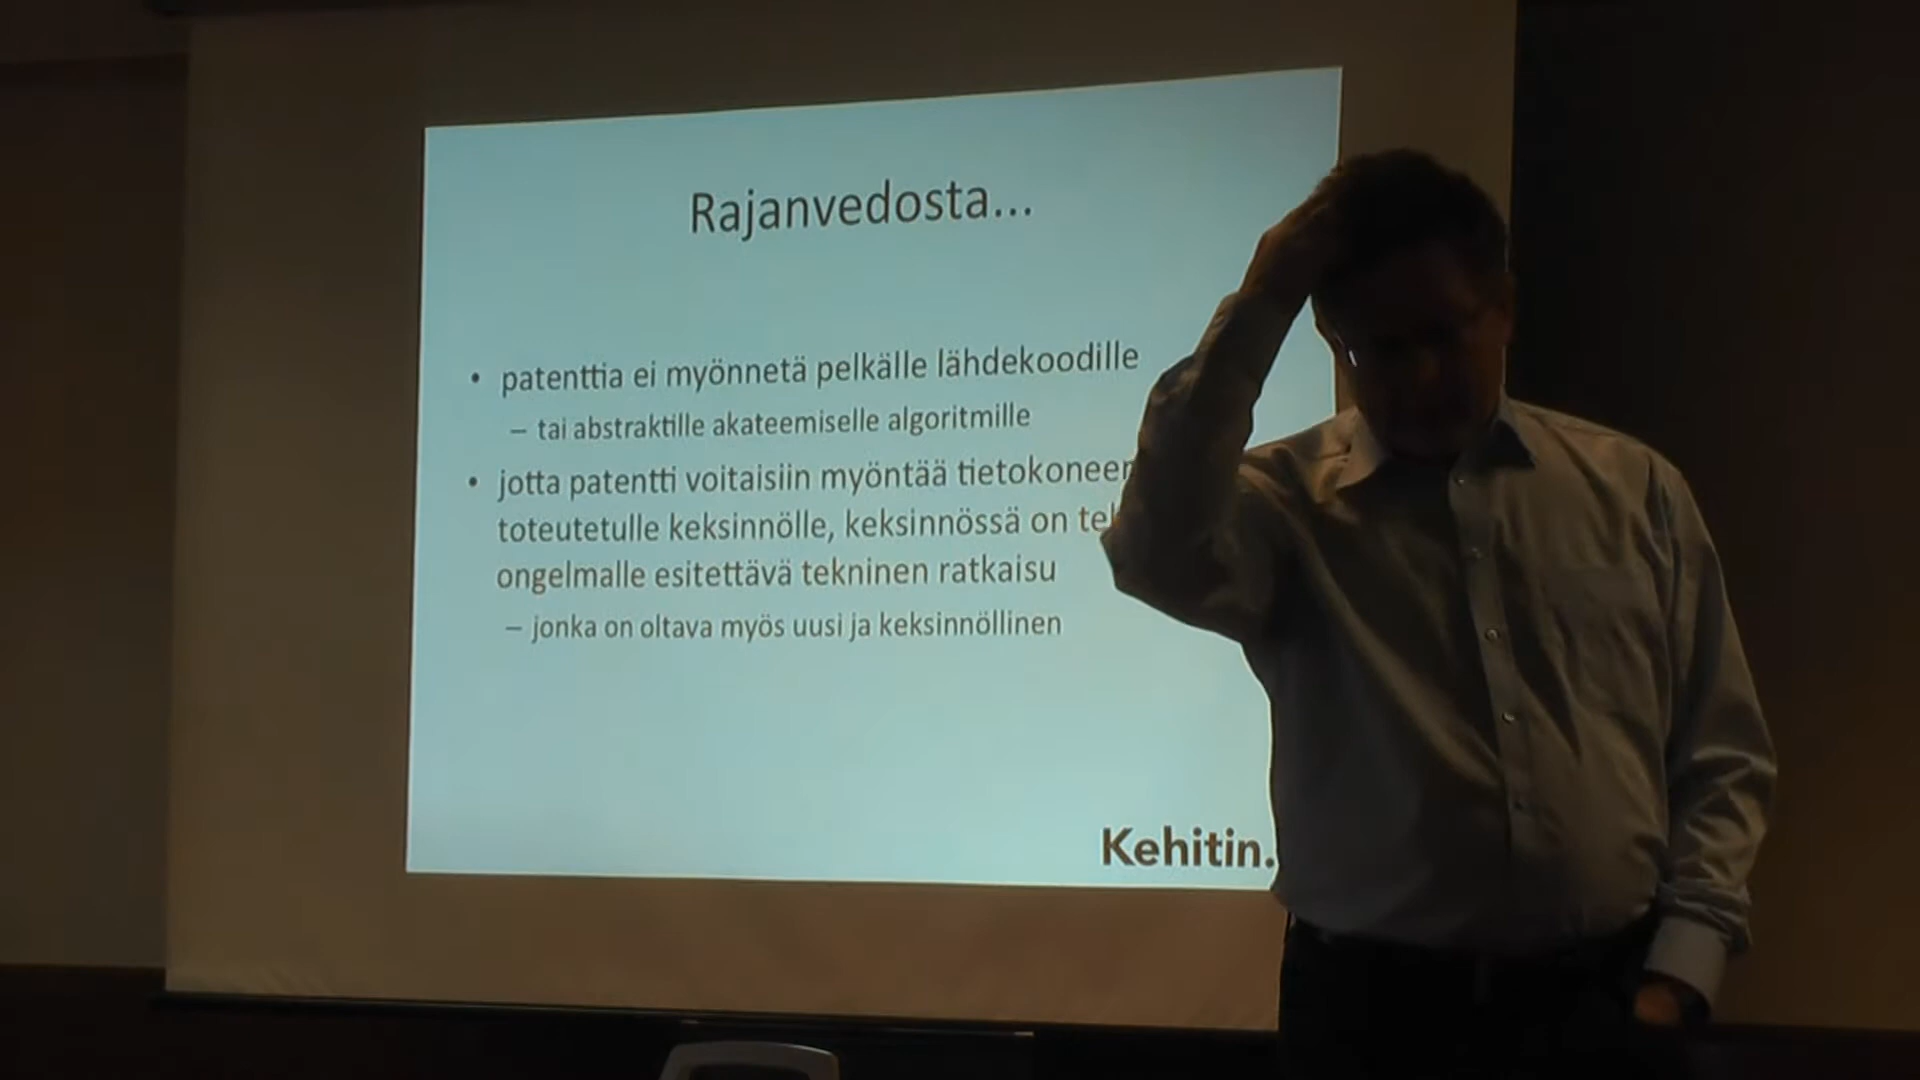 Rajanvedosta...
• patenttia ei myönnetä pelkälle lähdekoodille
– tai abstraktille akateemiselle algoritmille
• jotta patentti voitaisiin myöntää
toteutetulle keksinnölle, keksinnössä on
ongelmalle esitettävä tekninen ratkaisu
– jonka on oltava myös uusi ja keksinnöllinen
Kehitin.